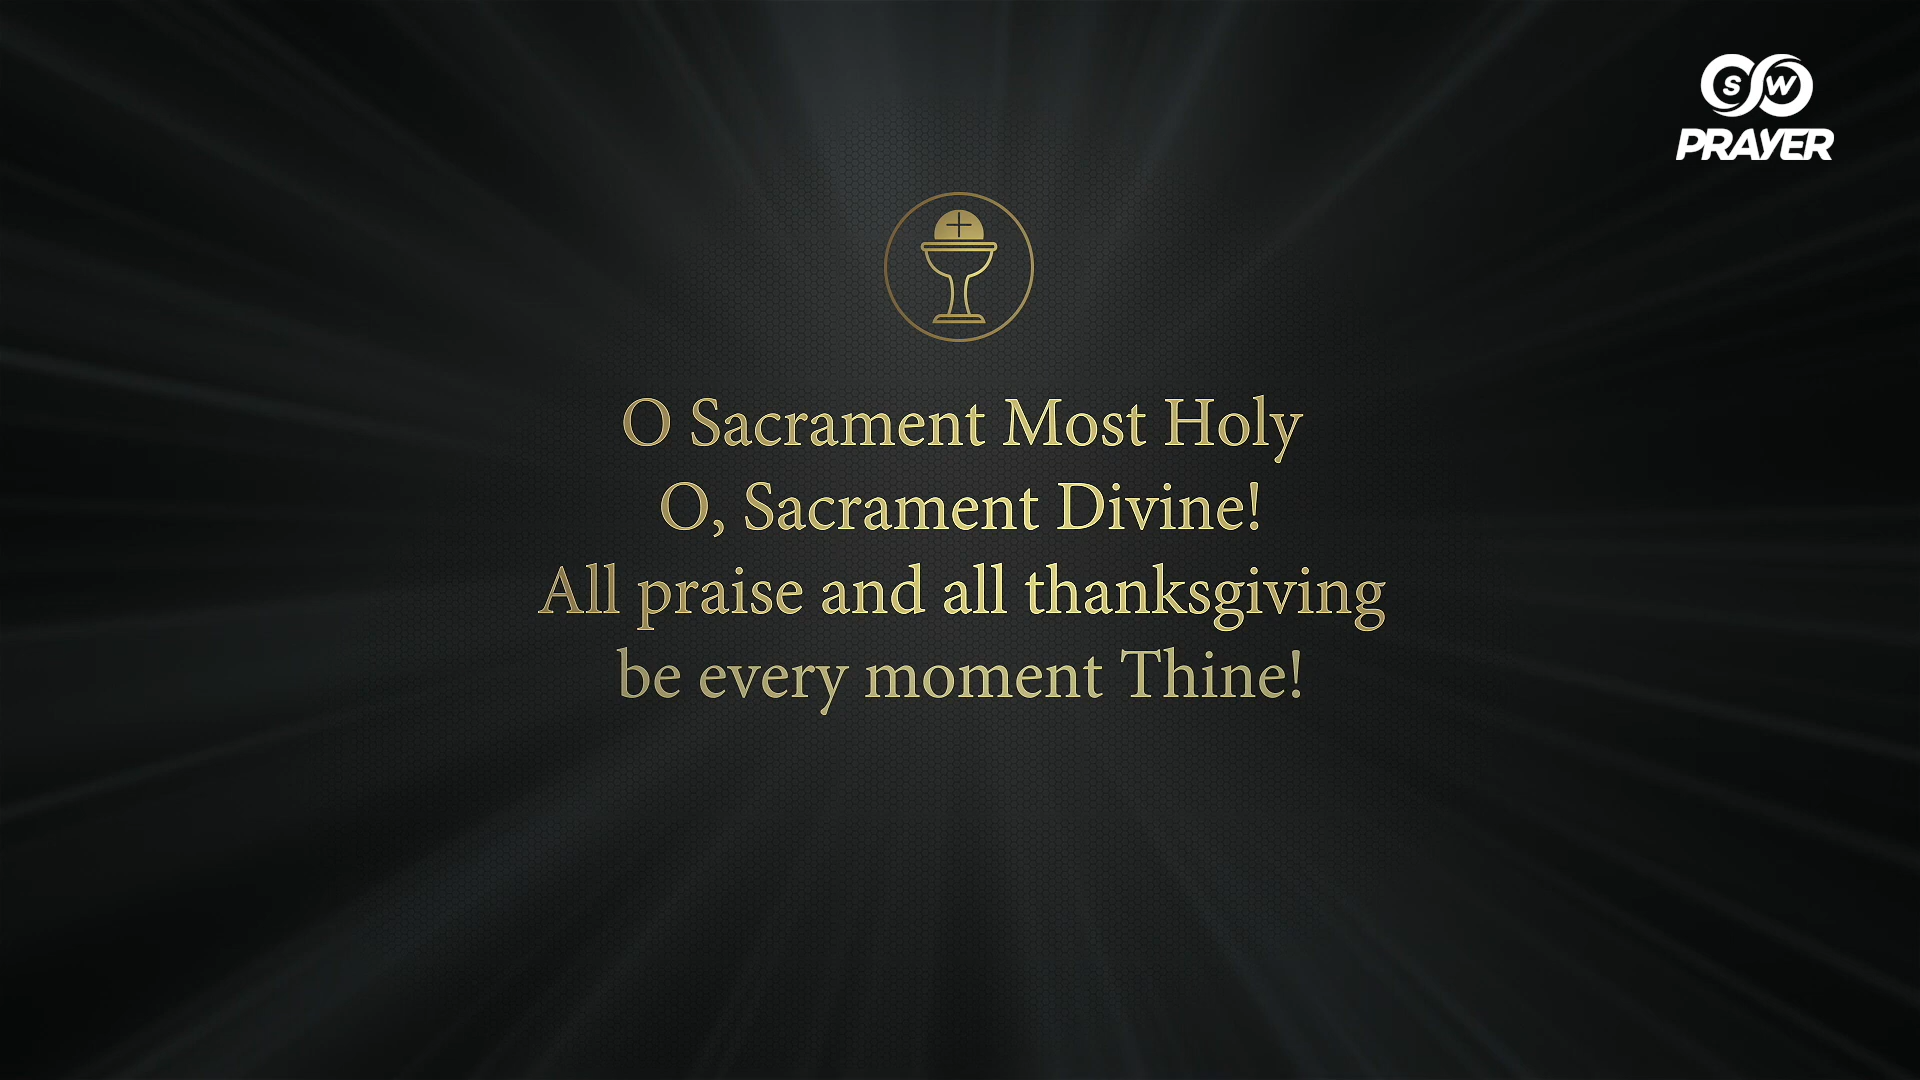 SW
PRAYER
O Sacrament Most Holy
O, Sacrament Divine!
All praise and all thanksgiving
be every moment Thine!